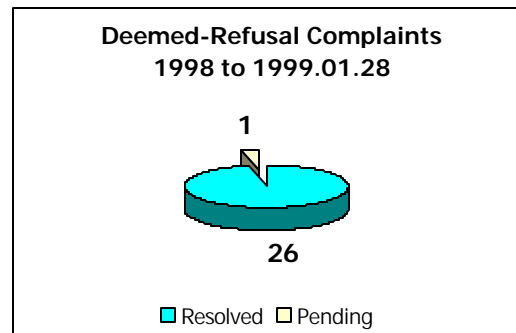 Deemed-Refusal Complaints
1998 to 1999.01.28
1
26
Resolved Pending